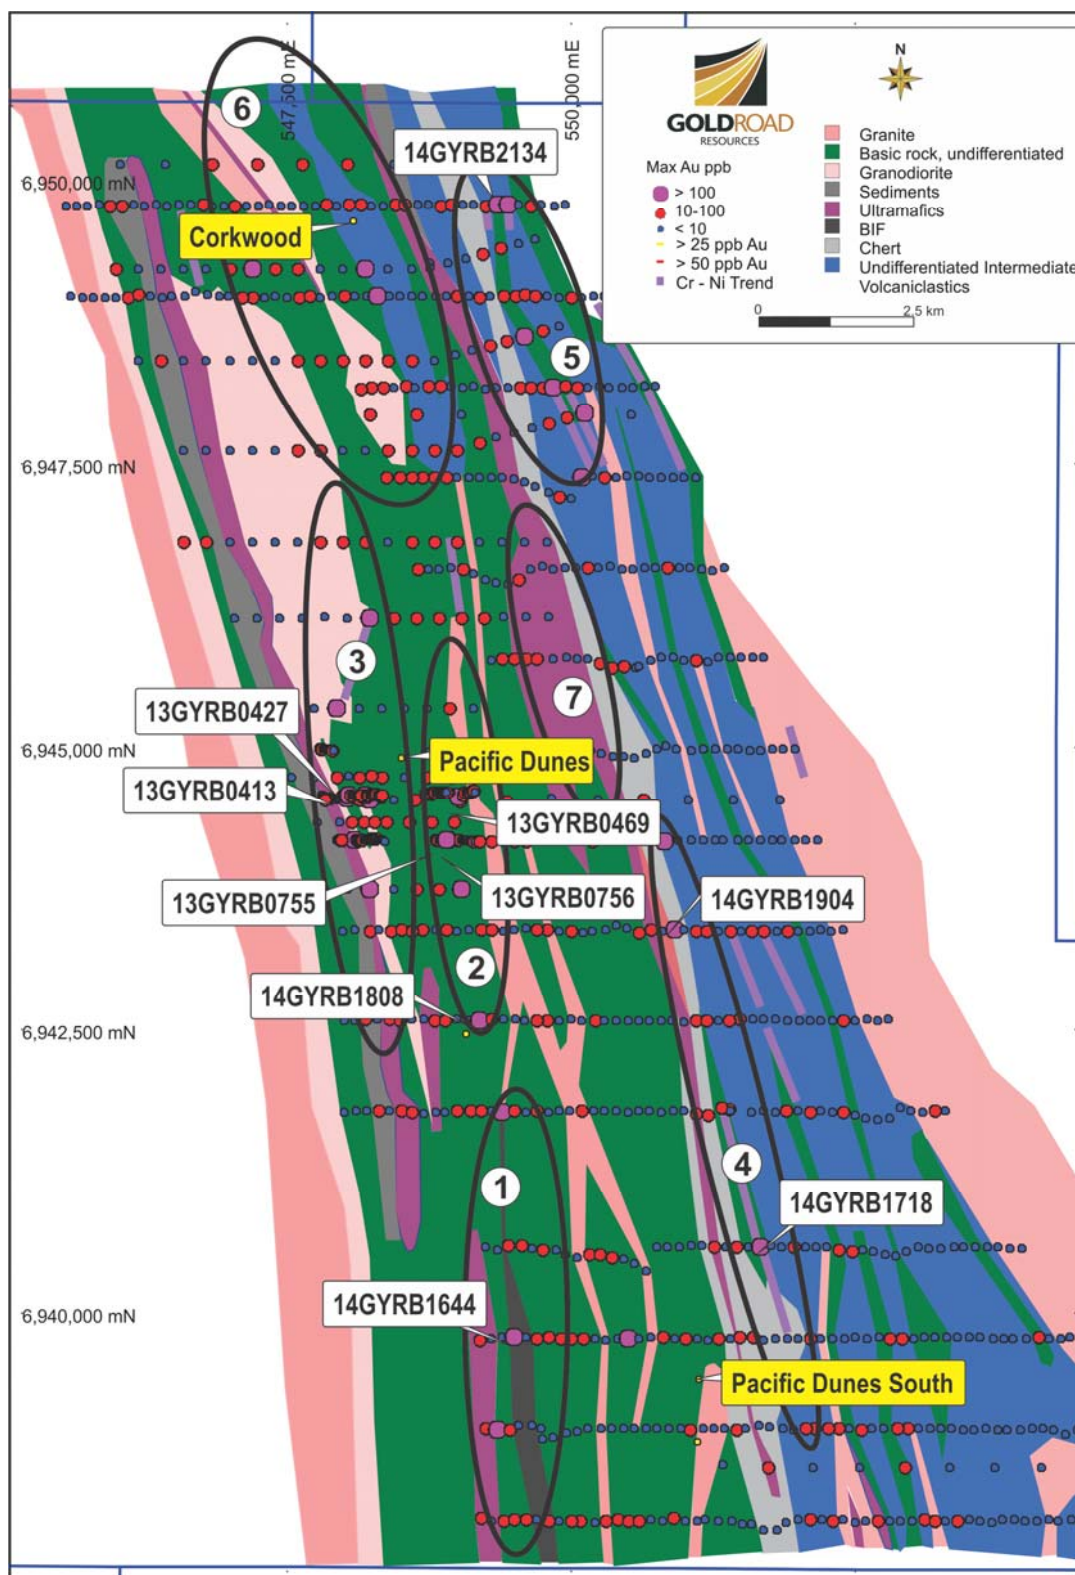 547,500 mE
550,000 mE
GOLDROAD
RESOURCES
N
Max Au ppb
> 100
10-100
< 10
> 25 ppb Au
> 50 ppb Au
Cr - Ni Trend
Granite
Basic rock, undifferentiated
Granodiorite
Sediments
Ultramafics
BIF
Chert
Undifferentiated Intermediate
Volcaniclastics
0 2.5 km
6
14GYRB2134
6,950,000 mN
Corkwood
5
6,947,500 mN
3
7
13GYRB0427
6,945,000 mN
Pacific Dunes
13GYRB0413
13GYRB0469
13GYRB0755
13GYRB0756
14GYRB1904
2
14GYRB1808
6,942,500 mN
4
1
14GYRB1718
14GYRB1644
6,940,000 mN
Pacific Dunes South